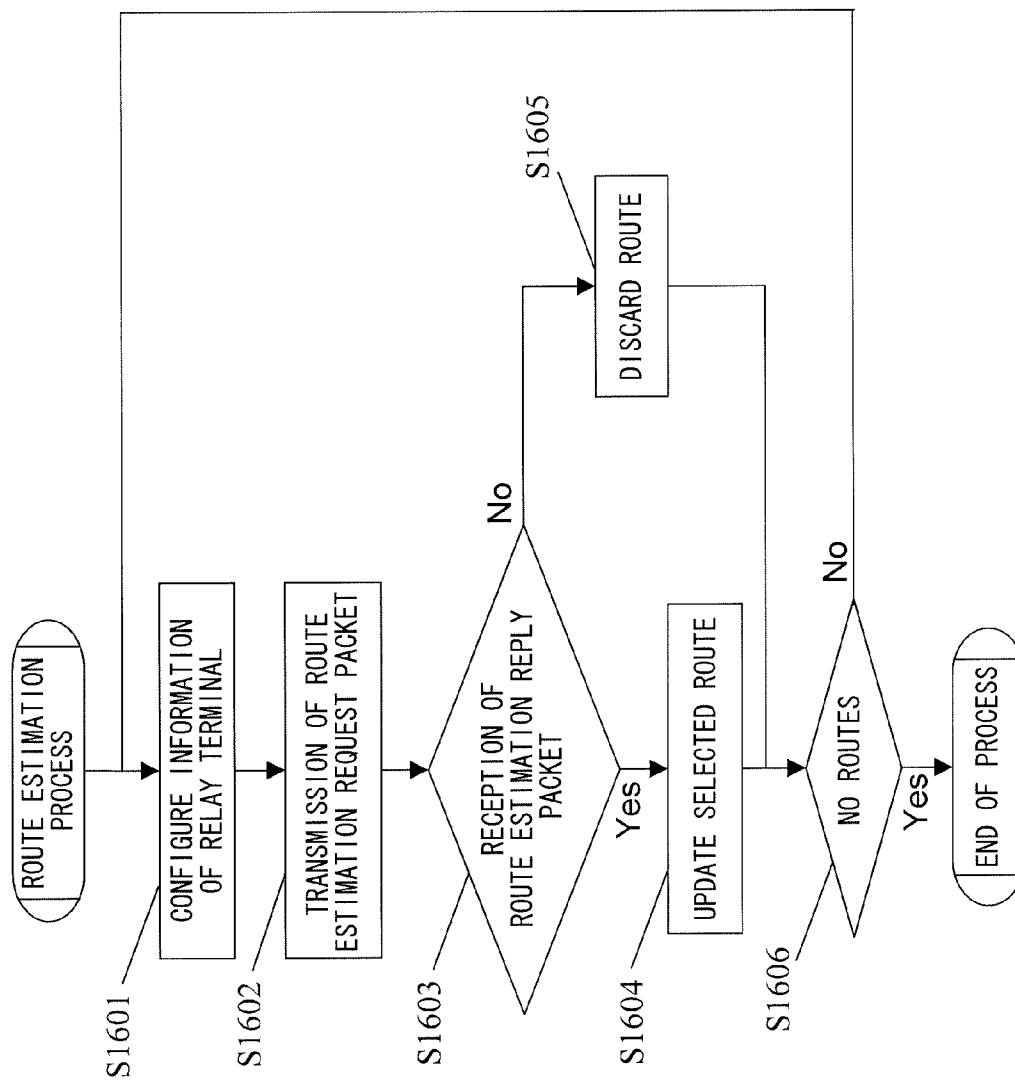 ROUTE ESTIMATION
PROCESS
S1601
CONFIGURE INFORMATION
OF RELAY TERMINAL
S1602
TRANSMISSION OF ROUTE
ESTIMATION REQUEST PACKET
S1603
RECEPTION OF
ROUTE ESTIMATION REPLY
PACKET
No
Yes
S1605
DISCARD ROUTE
S1604
UPDATE SELECTED ROUTE
S1606
NO ROUTES
No
Yes
END OF PROCESS